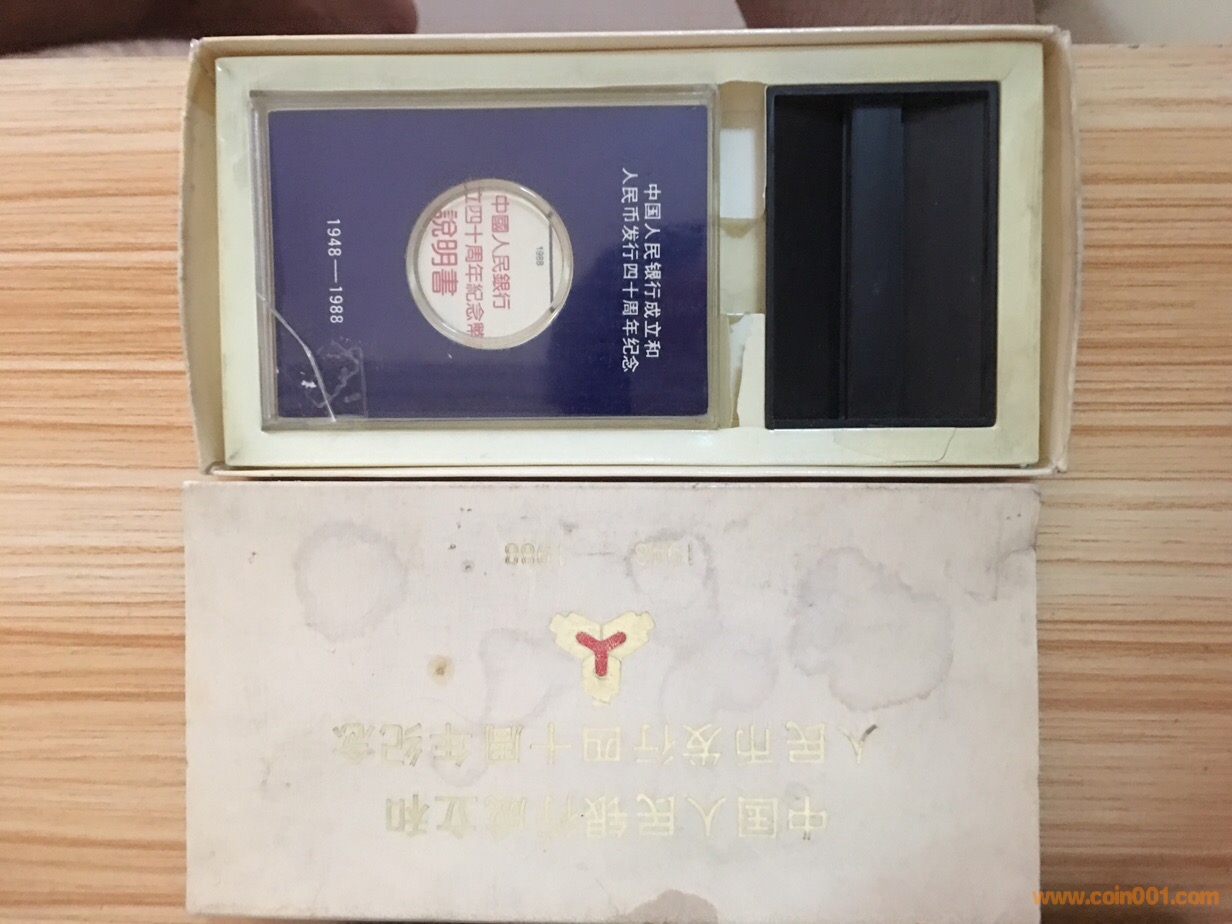 中国人民银行成立和
人民币发行四十周年纪念
1988
中國人民銀行
立四十周年紀念幣
說明書
1948—1988
中国人民银行成立和
人民币发行四十周年纪念
1948—1988
www.coin001.com